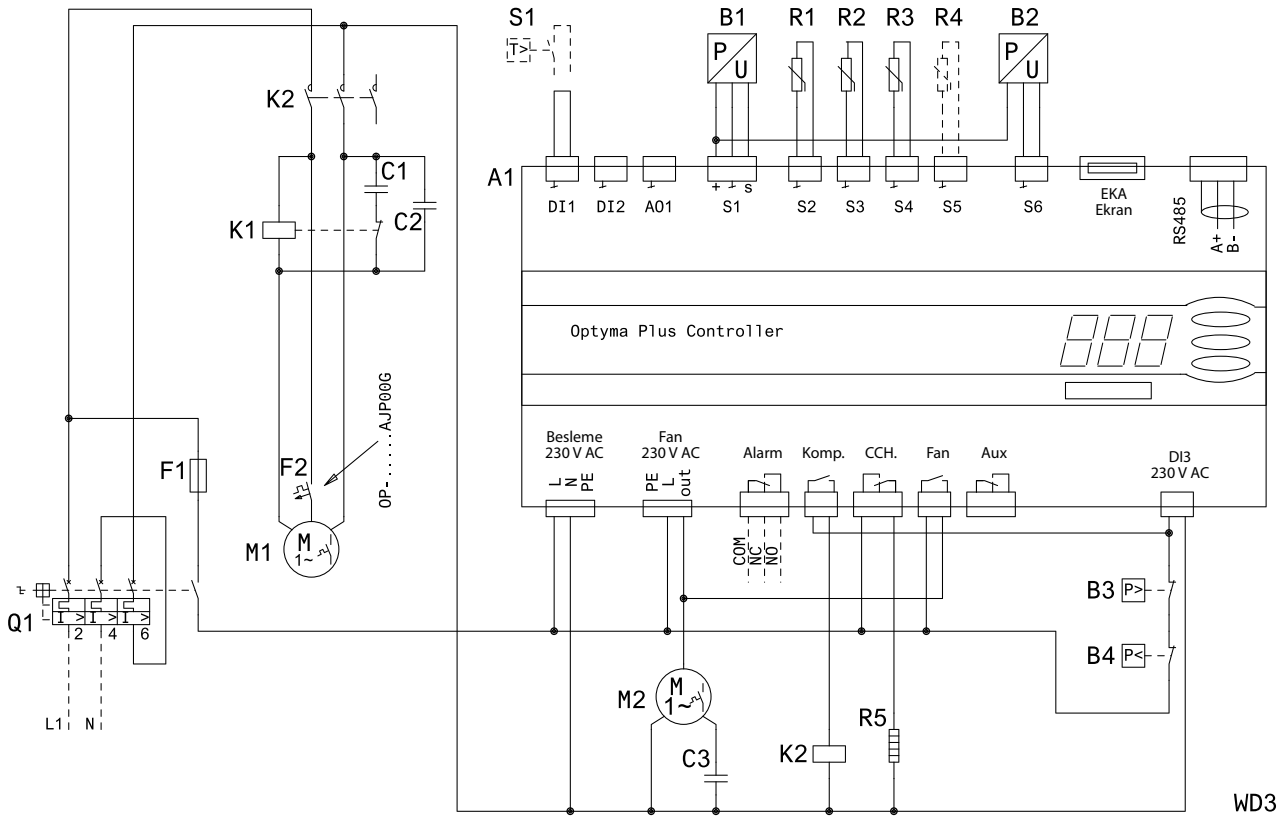 S1
B1
R1
R2
R3
R4
B2
T>
P
U
P
U
K2
A1
+
-
s
DI1
DI2
AO1
S1
S2
S3
S4
S5
S6
EKA
Ekran
RS485
A+
B-
C1
C2
K1
Optyma Plus Controller
OP-.....AJP00G
F1
F2
M1
M
1~
Besleme
230 V AC
L
N
PE
Fan
230 V AC
PE
L
out
Alarm
Komp.
CCH.
Fan
Aux
DI3
230 V AC
COM
NC
NO
Q1
I >
I >
I >
2
4
6
L1
N
B3
P>
B4
P<
M2
M
1~
C3
K2
R5
WD3